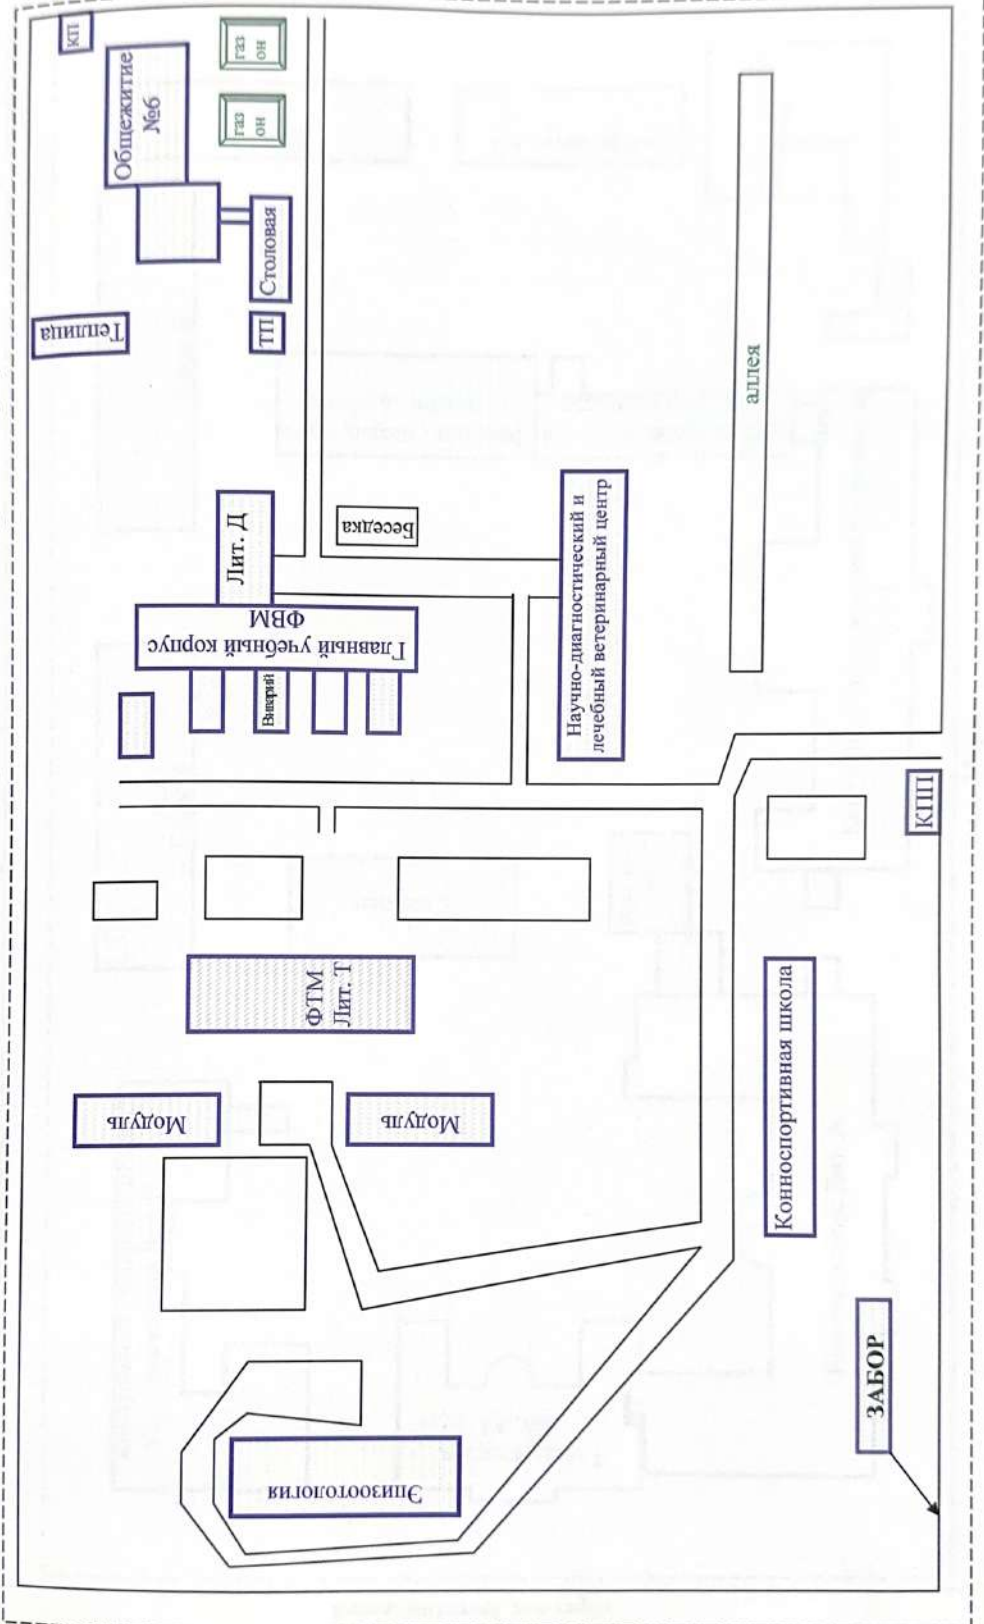 КП
Общежитие
№6
газ
он
газ
он
Столовая
ТП
Теплица
аллея
Беседка
Лит. Д
Главный учебный корпус
ФВМ
Виварий
Научно-диагностический и
лечебный ветеринарный центр
КПП
ФТМ
Лит. Т
Модуль
Модуль
Конноспортивная школа
Эпизоотология
ЗАБОР